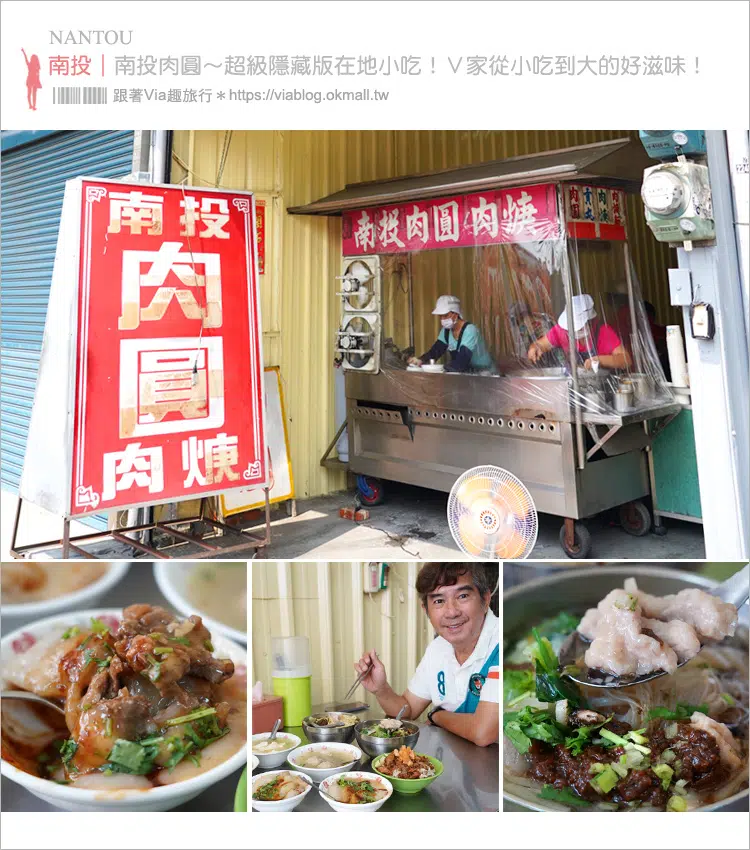 NANTOU
南投｜南投肉圓～超級隱藏版在地小吃！Ｖ家從小吃到大的好滋味！
跟著Via趣旅行＊https://viablog.okmall.tw
南投
肉
圓
肉焿
南投肉圓 肉焿